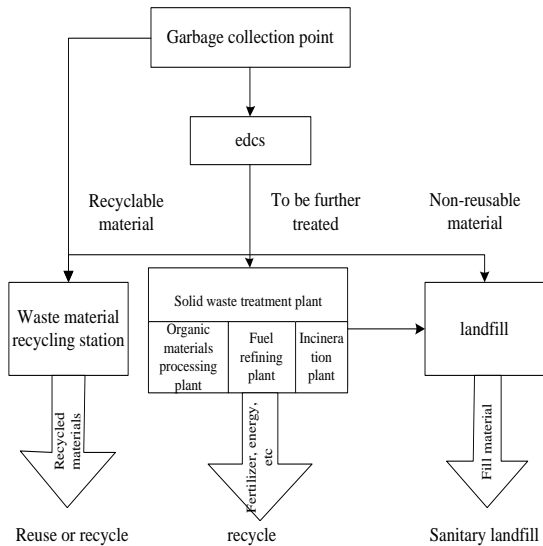 Garbage collection point
edcs
Recyclable
material
To be further
treated
Non-reusable
material
Waste material
recycling station
Solid waste treatment plant
Organic
materials
processing
plant
Fuel
refining
plant
Incinera
tion
plant
landfill
Recycled
materials
Fertilizer, energy,
etc
Fill material
Reuse or recycle
recycle
Sanitary landfill